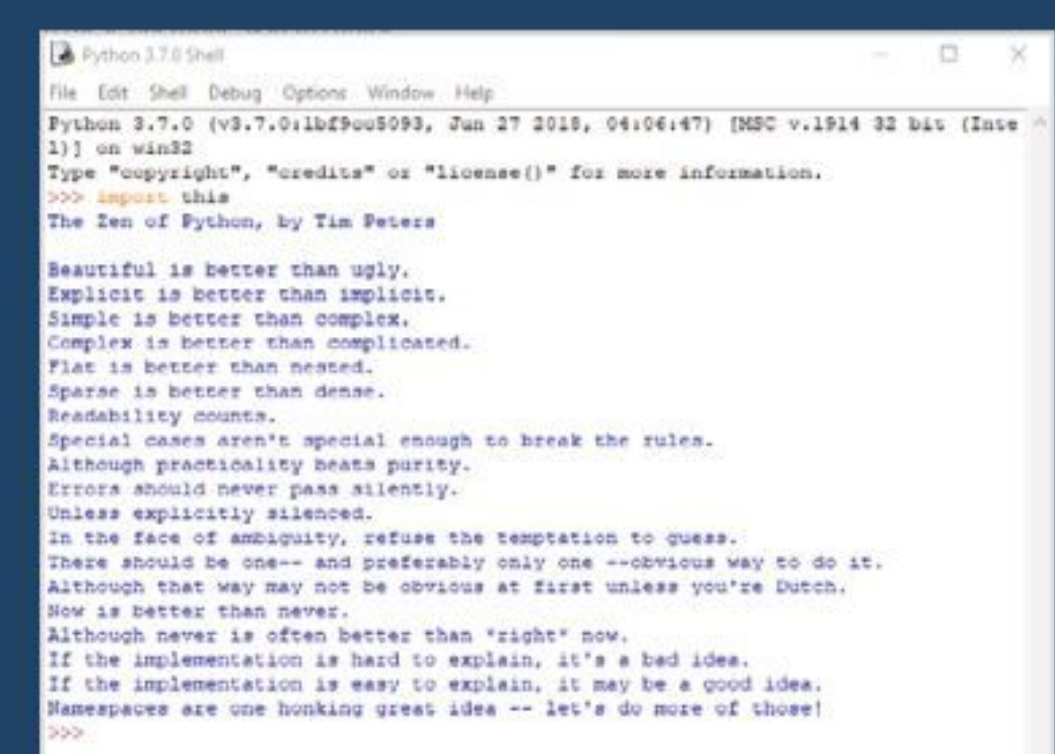 Python 3.7.0 Shell
File Edit Shell Debug Options Window Help
Python 3.7.0 (v3.7.0:1bf9cc5093, Jun 27 2018, 04:06:47) [MSC v.1914 32 bit (Inte
l)] on win32
Type "copyright", "credits" or "license()" for more information.
>>> import this
The Zen of Python, by Tim Peters
Beautiful is better than ugly.
Explicit is better than implicit.
Simple is better than complex.
Complex is better than complicated.
Flat is better than nested.
Sparse is better than dense.
Readability counts.
Special cases aren't special enough to break the rules.
Although practicality beats purity.
Errors should never pass silently.
Unless explicitly silenced.
In the face of ambiguity, refuse the temptation to guess.
There should be one-- and preferably only one --obvious way to do it.
Although that way may not be obvious at first unless you're Dutch.
Now is better than never.
Although never is often better than *right* now.
If the implementation is hard to explain, it's a bad idea.
If the implementation is easy to explain, it may be a good idea.
Namespaces are one honking great idea -- let's do more of those!
>>>